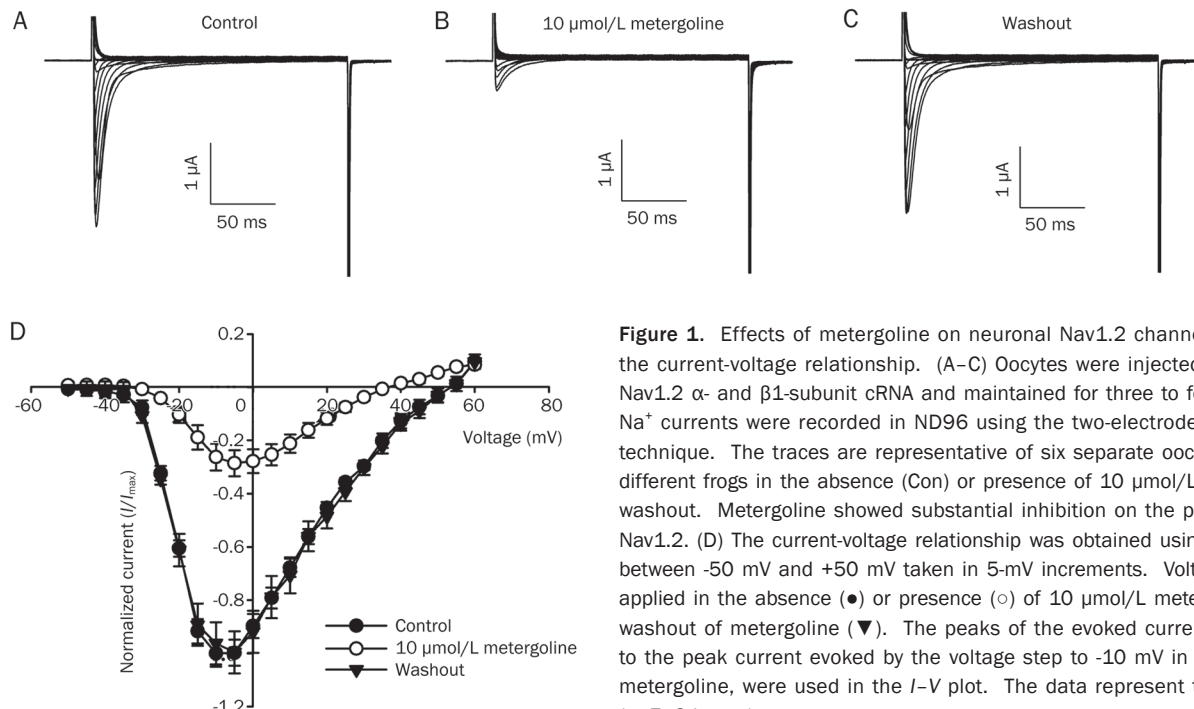 A
Control
B
10 μmol/L metergoline
C
Washout
1 μA
50 ms
1 μA
50 ms
1 μA
50 ms
D
0.2
-60
-40
-20
0
20
40
60
80
Voltage (mV)
-0.2
-0.4
-0.6
-0.8
-1.2
Normalized current (I/Imax)
Control
10 μmol/L metergoline
Washout
Figure 1. Effects of metergoline on neuronal Nav1.2 channe
the current-voltage relationship. (A–C) Oocytes were injected
Nav1.2 α- and β1-subunit cRNA and maintained for three to f
Na+ currents were recorded in ND96 using the two-electrode
technique. The traces are representative of six separate ooc
different frogs in the absence (Con) or presence of 10 μmol/L
washout. Metergoline showed substantial inhibition on the p
Nav1.2. (D) The current-voltage relationship was obtained usin
between -50 mV and +50 mV taken in 5-mV increments. Volt
applied in the absence (●) or presence (○) of 10 μmol/L mete
washout of metergoline (▼). The peaks of the evoked curre
to the peak current evoked by the voltage step to -10 mV in
metergoline, were used in the I–V plot. The data represent t